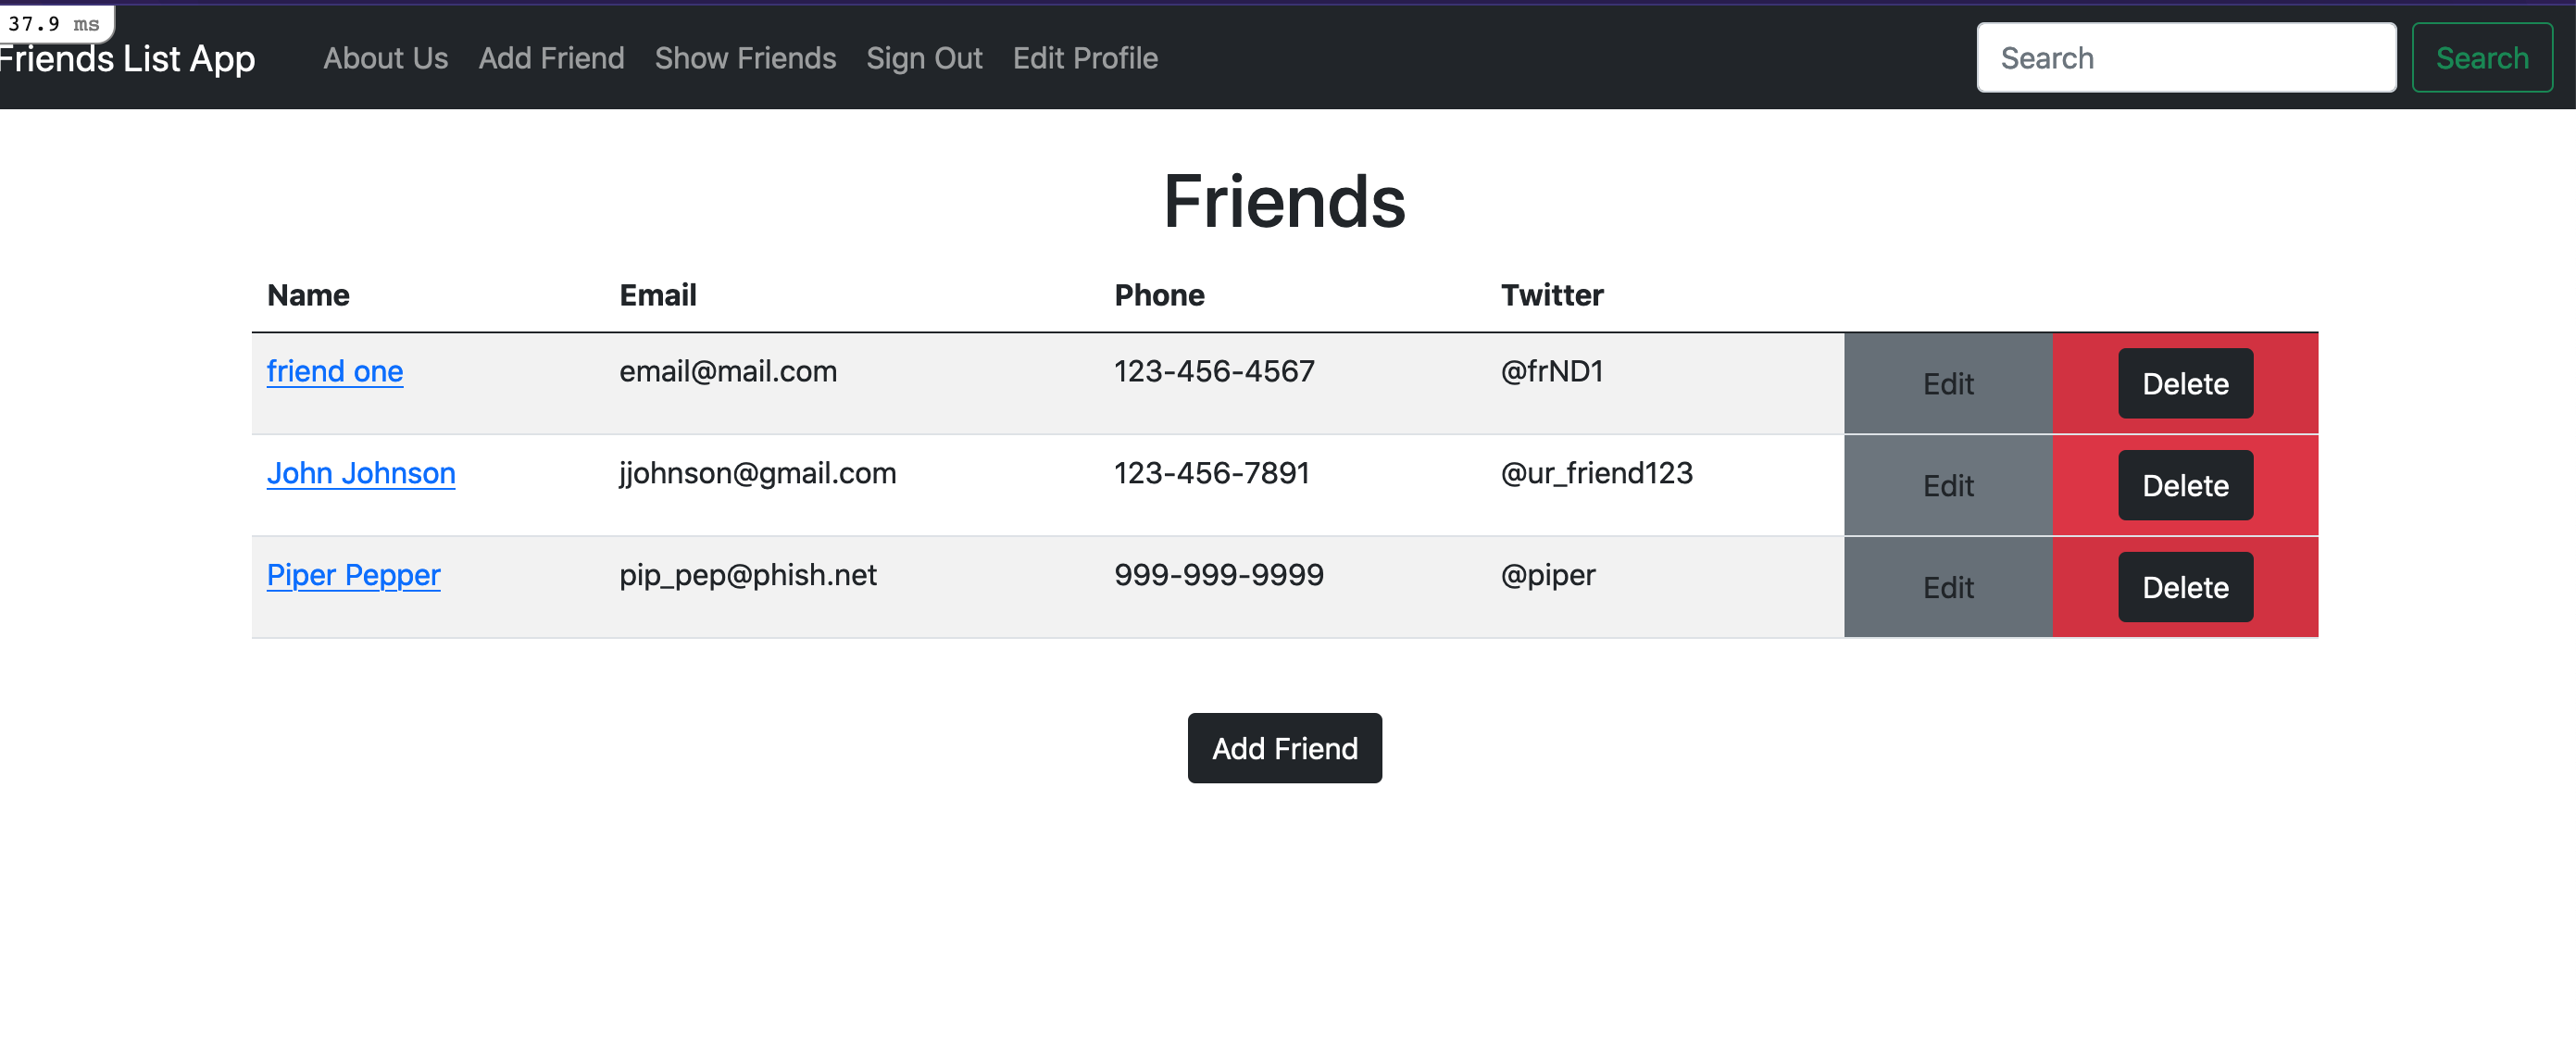 37.9 ms
Friends List App About Us Add Friend Show Friends Sign Out Edit Profile Search Search
Friends
Name Email Phone Twitter
friend one email@mail.com 123-456-4567 @frND1 Edit Delete
John Johnson jjohnson@gmail.com 123-456-7891 @ur_friend123 Edit Delete
Piper Pepper pip_pep@phish.net 999-999-9999 @piper Edit Delete
Add Friend